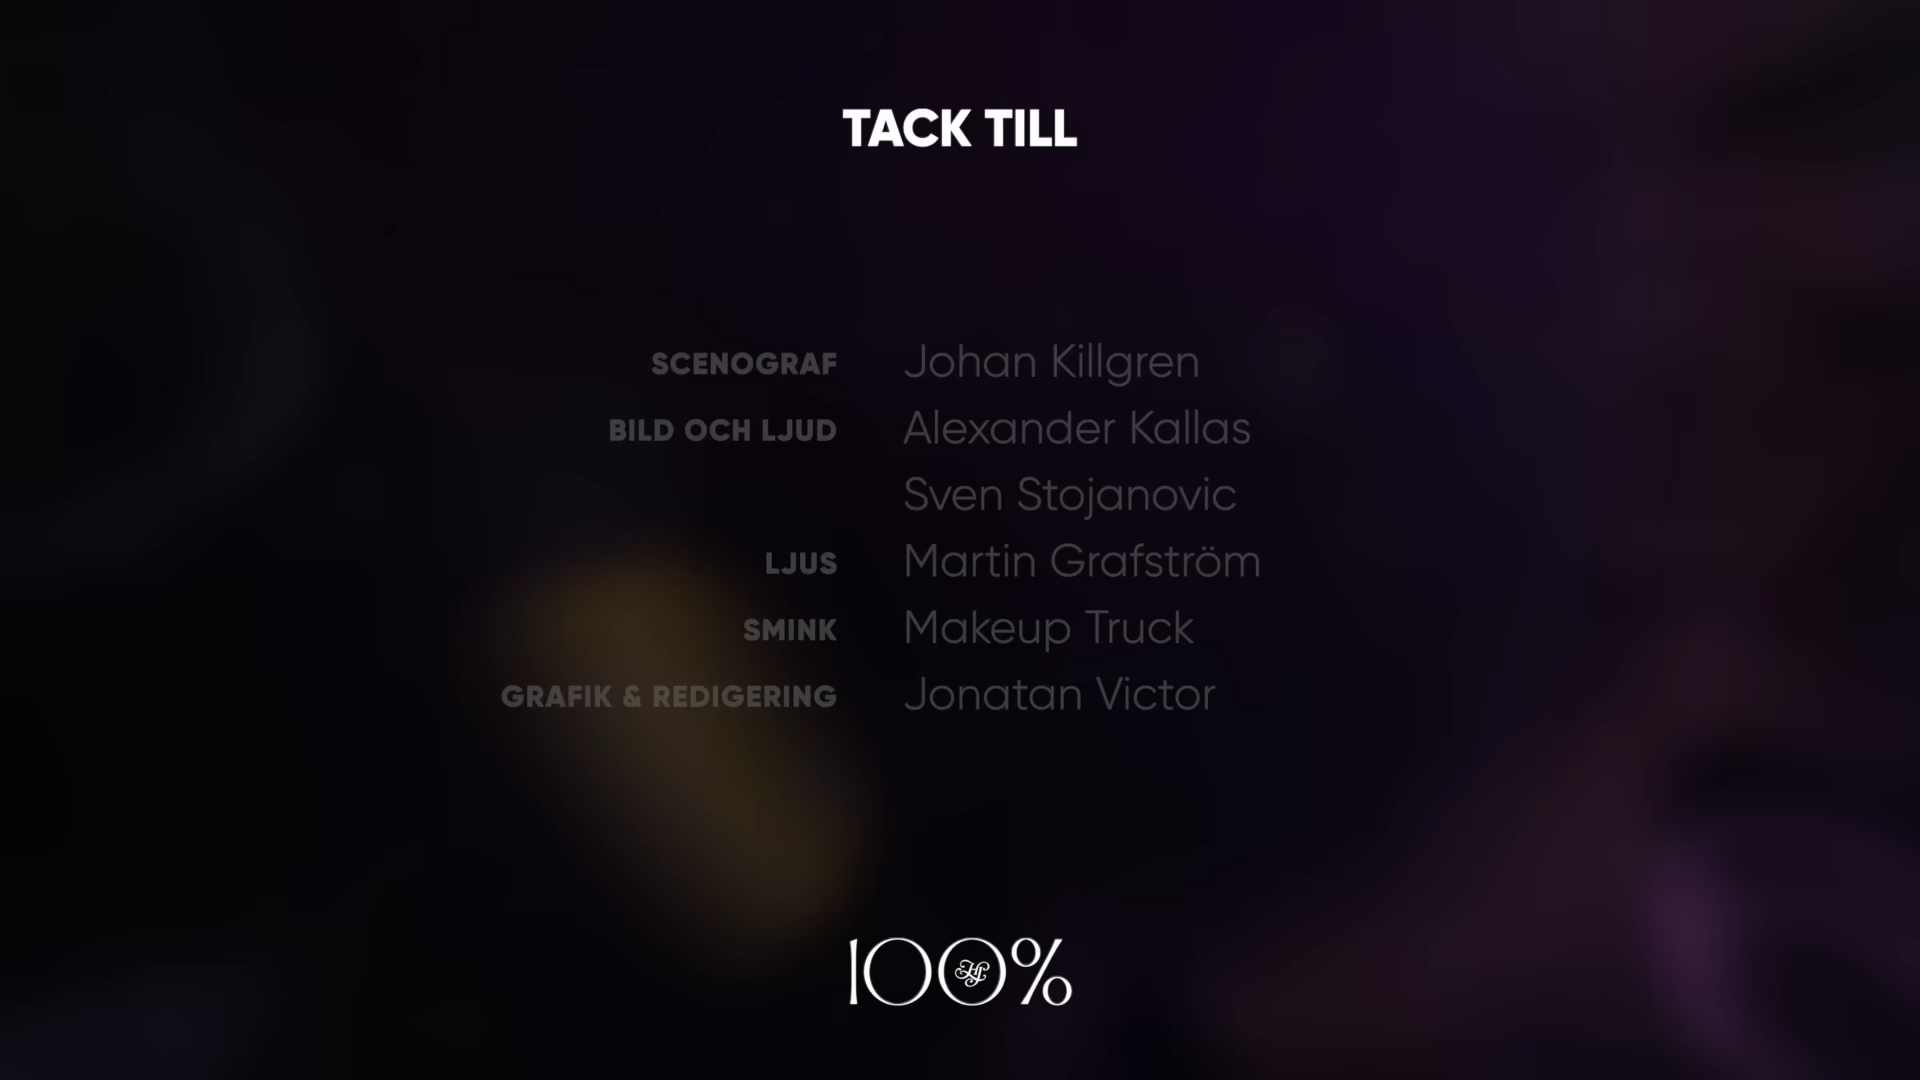 TACK TILL
SCENOGRAF Johan Killgren
BILD OCH LJUD Alexander Kallas
Sven Stojanovic
LJUS Martin Grafström
SMINK Makeup Truck
GRAFIK & REDIGERING Jonatan Victor
100%